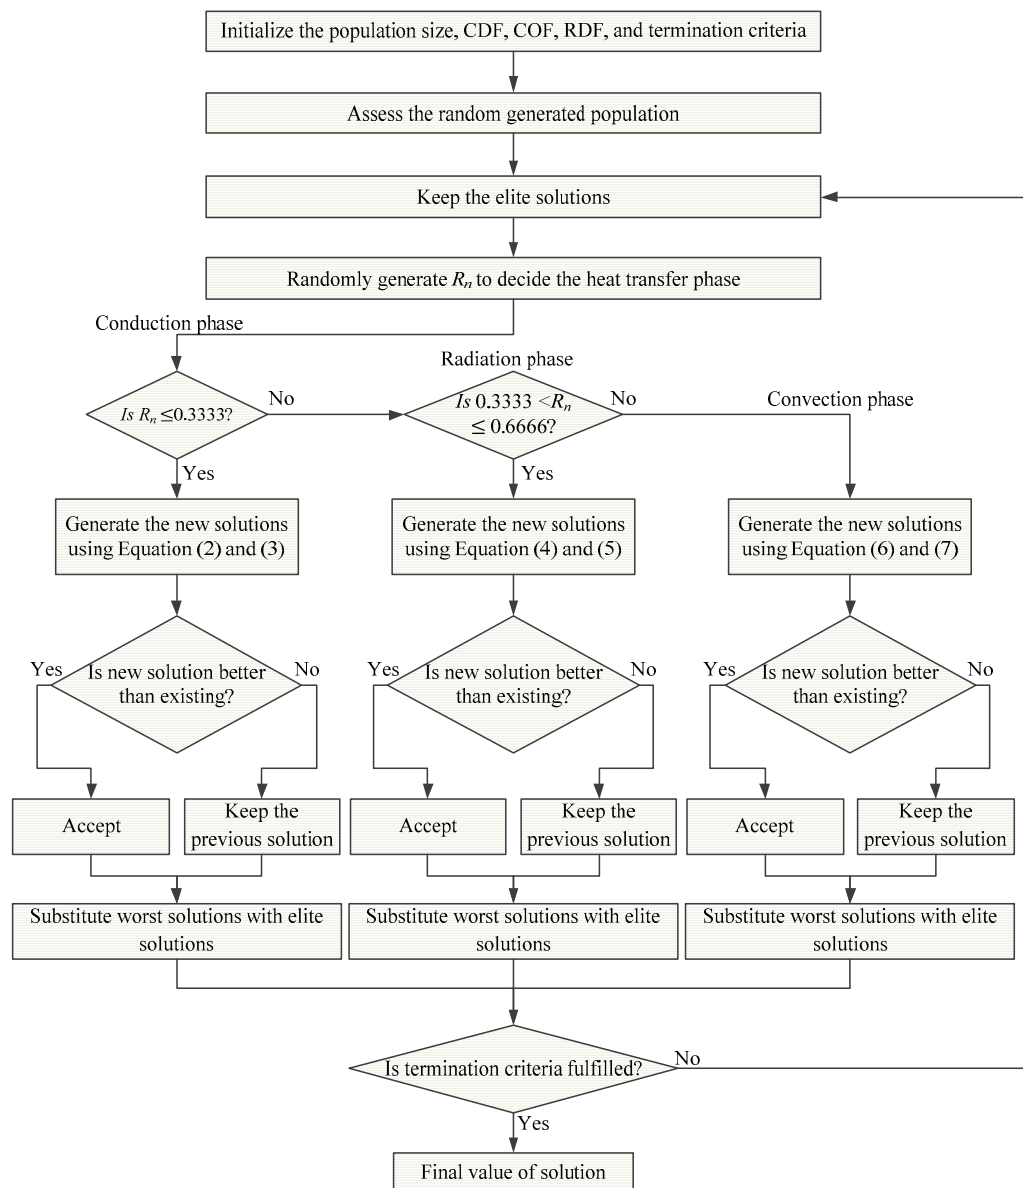 Initialize the population size, CDF, COF, RDF, and termination criteria
Assess the random generated population
Keep the elite solutions
Randomly generate Rn to decide the heat transfer phase
Conduction phase
Radiation phase
Is Rn ≤0.3333?
No
Is 0.3333 <Rn
≤ 0.6666?
No
Convection phase
Yes
Yes
Generate the new solutions
using Equation (2) and (3)
Generate the new solutions
using Equation (4) and (5)
Generate the new solutions
using Equation (6) and (7)
Yes
Is new solution better
than existing?
No
Yes
Is new solution better
than existing?
No
Yes
Is new solution better
than existing?
No
Accept
Keep the
previous solution
Accept
Keep the
previous solution
Accept
Keep the
previous solution
Substitute worst solutions with elite
solutions
Substitute worst solutions with elite
solutions
Substitute worst solutions with elite
solutions
Is termination criteria fulfilled?
No
Yes
Final value of solution